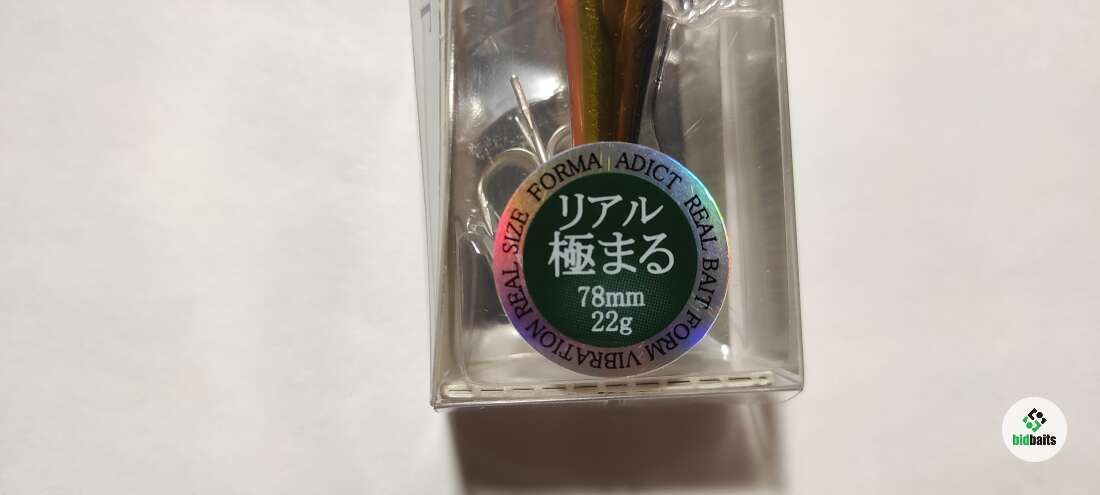 FORMA ADICT REAL BAIT FORM VIBRATION REAL SIZE
リアル
極まる
78mm
22g
bidbaits